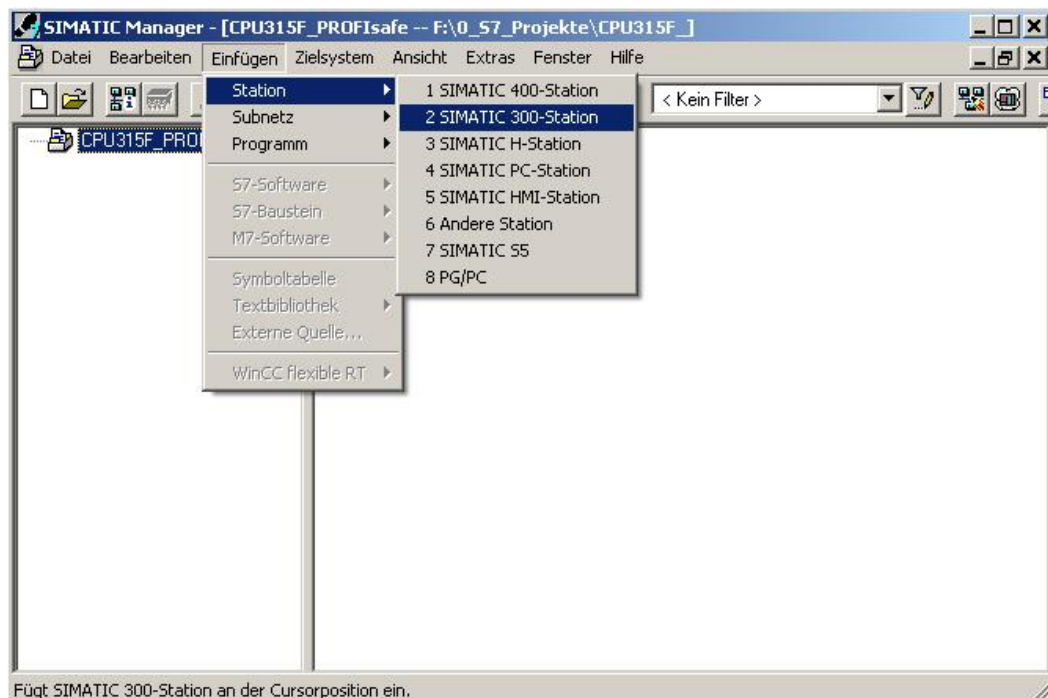 SIMATIC Manager - [CPU315F_PROFIsafe -- F:\0_S7_Projekte\CPU315F_]
Datei Bearbeiten Einfügen Zielsystem Ansicht Extras Fenster Hilfe
< Kein Filter >
CPU315F_PROF
Station
Subnetz
Programm
S7-Software
S7-Baustein
M7-Software
Symboltabelle
Textbibliothek
Externe Quelle...
WinCC flexible RT
1 SIMATIC 400-Station
2 SIMATIC 300-Station
3 SIMATIC H-Station
4 SIMATIC PC-Station
5 SIMATIC HMI-Station
6 Andere Station
7 SIMATIC S5
8 PG/PC
Fügt SIMATIC 300-Station an der Cursorposition ein.